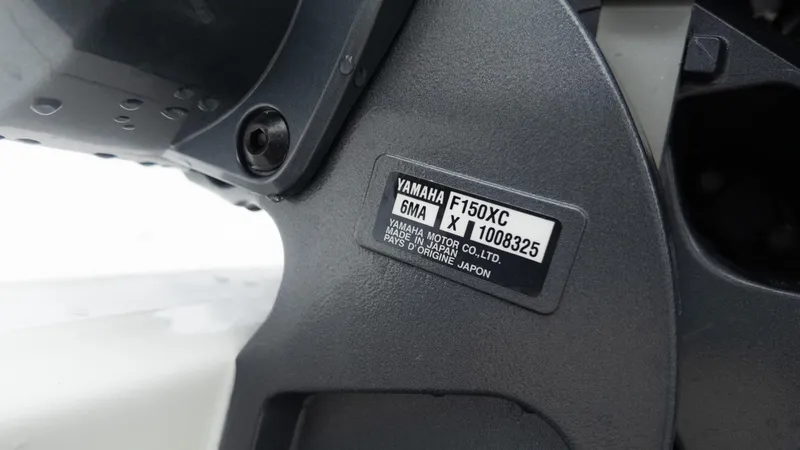 YAMAHA F150XC
6MA X 1008325
YAMAHA MOTOR CO.,LTD.
MADE IN JAPAN
PAYS D'ORIGINE JAPON